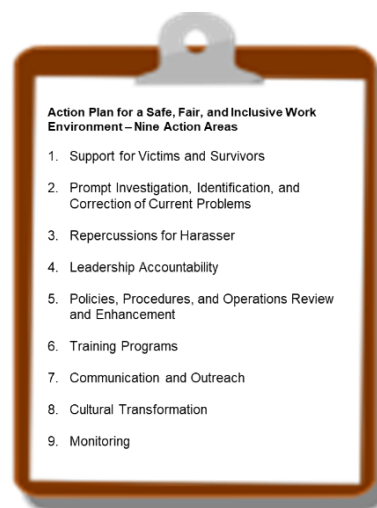 Action Plan for a Safe, Fair, and Inclusive Work
Environment – Nine Action Areas
1. Support for Victims and Survivors
2. Prompt Investigation, Identification, and
Correction of Current Problems
3. Repercussions for Harasser
4. Leadership Accountability
5. Policies, Procedures, and Operations Review
and Enhancement
6. Training Programs
7. Communication and Outreach
8. Cultural Transformation
9. Monitoring